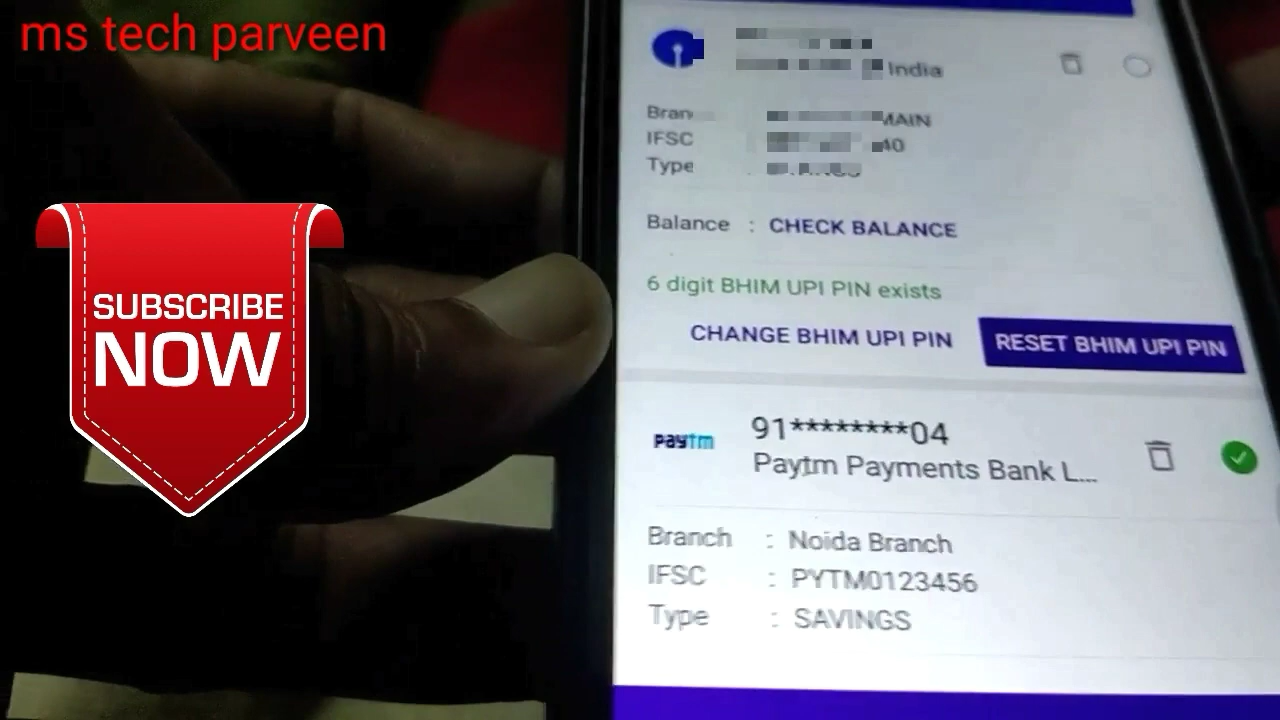 ms tech parveen
SUBSCRIBE
NOW
India
Bran
MAIN
IFSC
40
Type
Balance : CHECK BALANCE
6 digit BHIM UPI PIN exists
CHANGE BHIM UPI PIN
RESET BHIM UPI PIN
paytm
91********04
Paytm Payments Bank L...
Branch : Noida Branch
IFSC : PYTM0123456
Type : SAVINGS